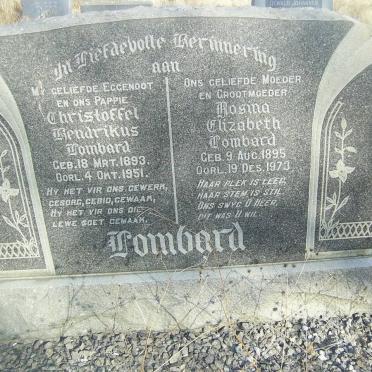 In Liefdevolle Herinnering
aan
My geliefde Eggenoot
en ons Pappie
Christoffel
Hendrikus
Lombard
Geb. 18 Mrt. 1893.
Oorl. 4 Okt. 1951.
Hy het vir ons gewerk,
gesorg, gebid, gewaak,
Hy het vir ons die
lewe soet gemaak.
Ons geliefde Moeder
en Grootmoeder
Rosina
Elizabeth
Lombard
Geb. 9 Aug. 1895
Oorl. 19 Des. 1973
Haar plek is leeg,
haar stem is stil,
Ons swyg o Heer,
dit was U wil.
Lombard